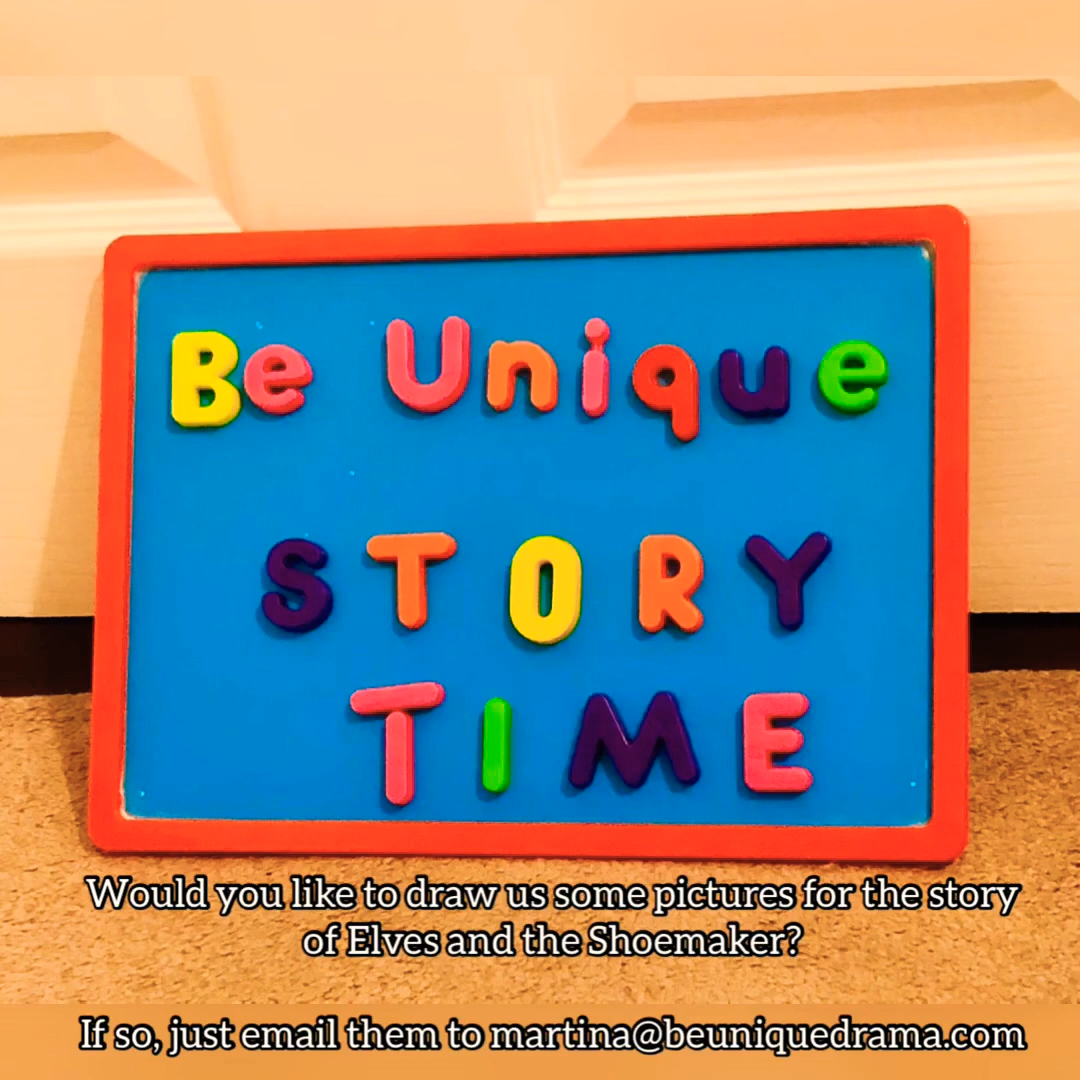 Be Unique
STORY
TIME
Would you like to draw us some pictures for the story
of Elves and the Shoemaker?
If so, just email them to martina@beuniquedrama.com